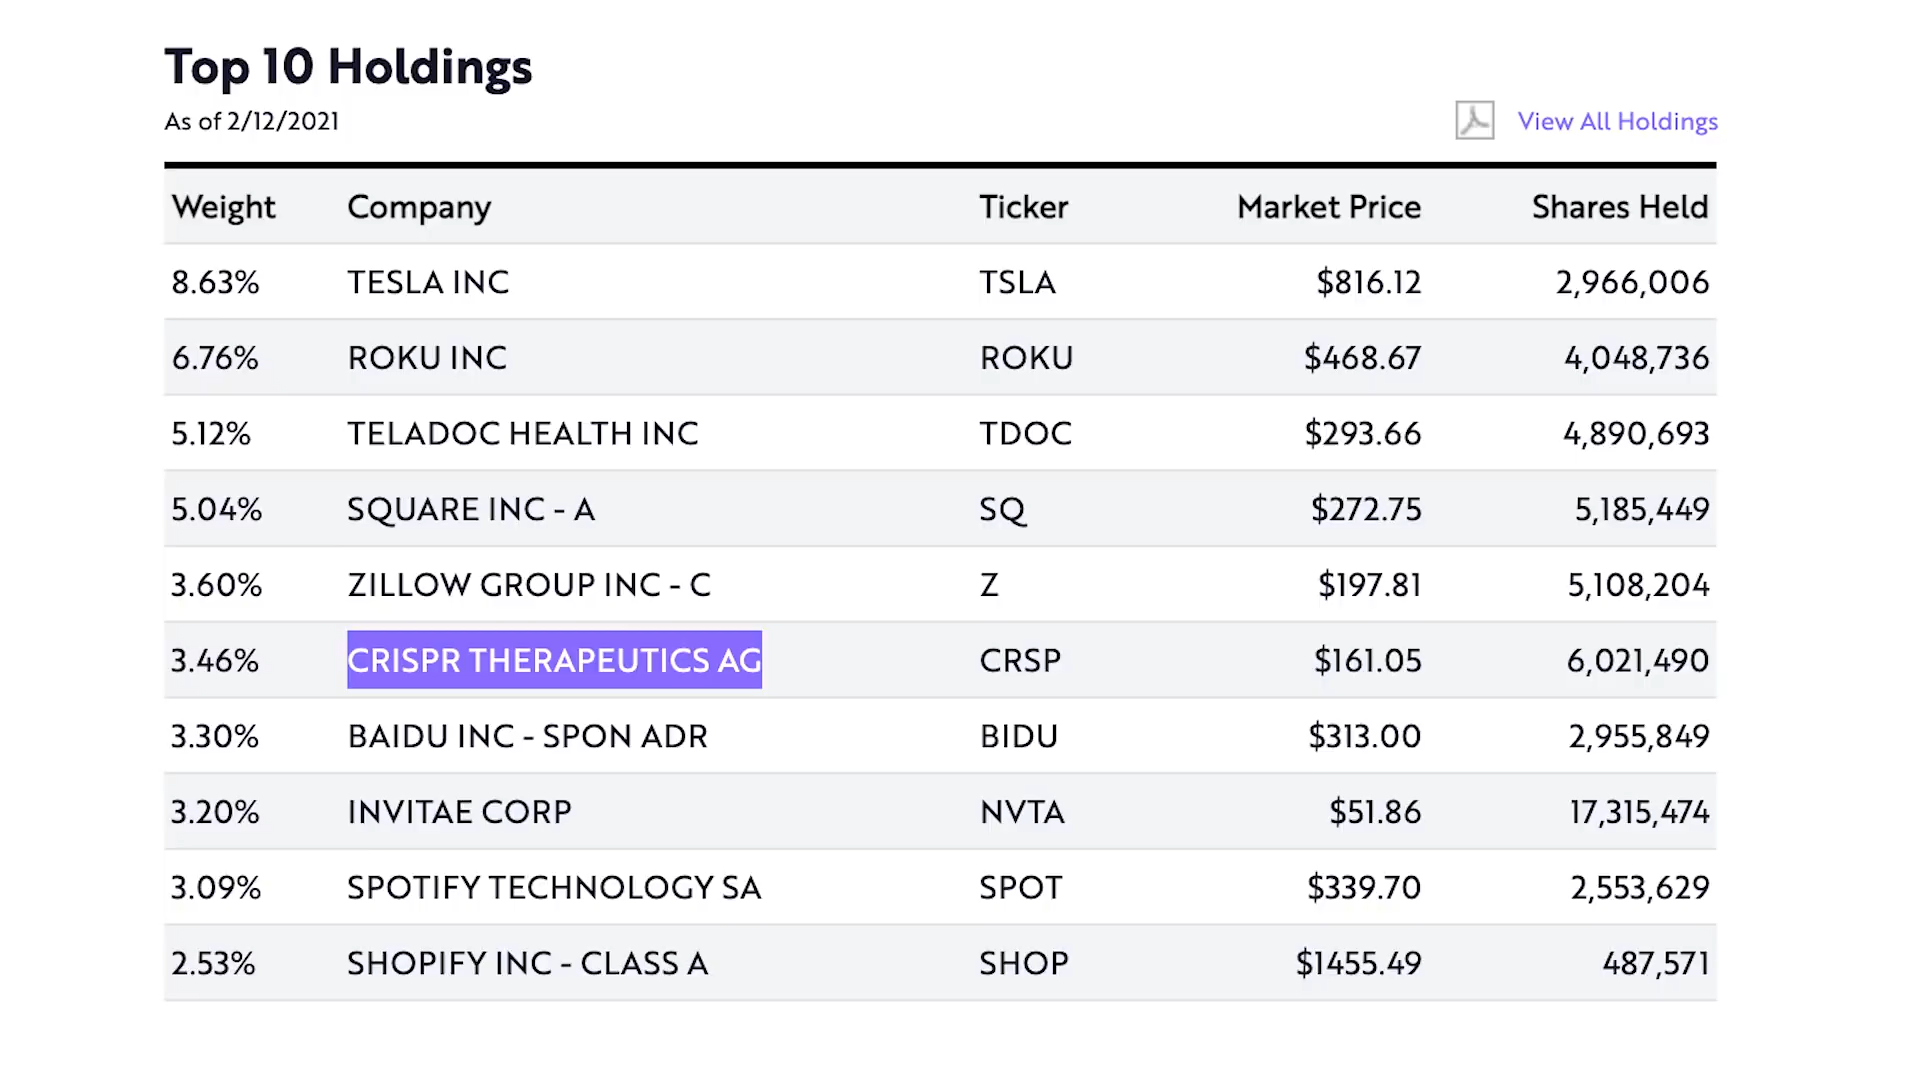 Top 10 Holdings
As of 2/12/2021 View All Holdings
Weight Company Ticker Market Price Shares Held
8.63% TESLA INC TSLA $816.12 2,966,006
6.76% ROKU INC ROKU $468.67 4,048,736
5.12% TELADOC HEALTH INC TDOC $293.66 4,890,693
5.04% SQUARE INC - A SQ $272.75 5,185,449
3.60% ZILLOW GROUP INC - C Z $197.81 5,108,204
3.46% CRISPR THERAPEUTICS AG CRSP $161.05 6,021,490
3.30% BAIDU INC - SPON ADR BIDU $313.00 2,955,849
3.20% INVITAE CORP NVTA $51.86 17,315,474
3.09% SPOTIFY TECHNOLOGY SA SPOT $339.70 2,553,629
2.53% SHOPIFY INC - CLASS A SHOP $1455.49 487,571